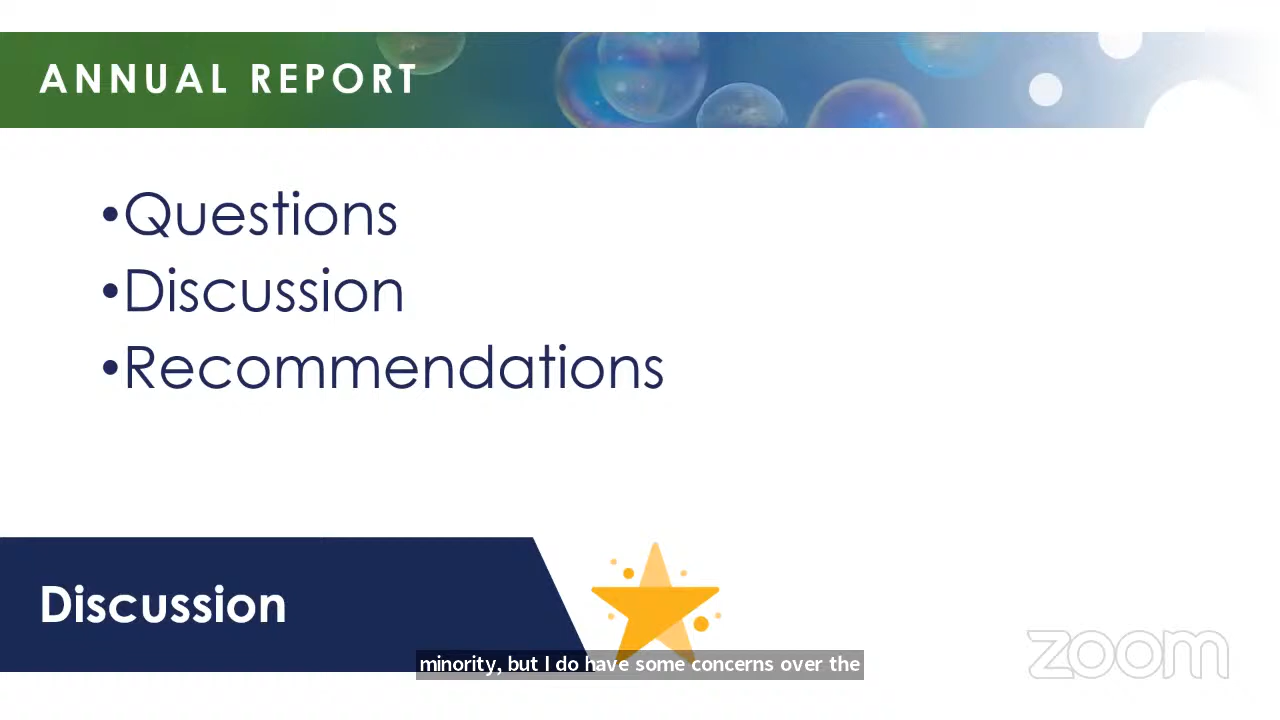 ANNUAL REPORT
•Questions
•Discussion
•Recommendations
Discussion
minority, but I do have some concerns over the
zoom